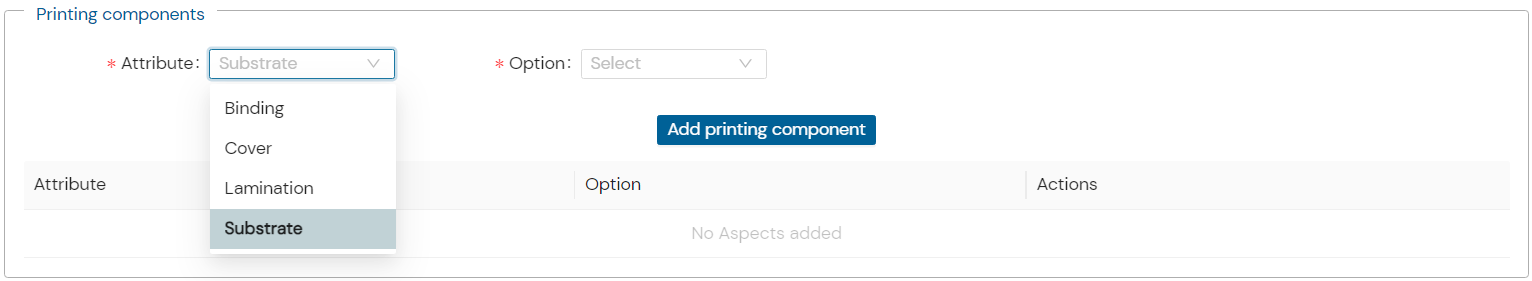 Printing components
* Attribute: Substrate
* Option: Select
Binding
Cover
Lamination
Substrate
Add printing component
Attribute
Option
Actions
No Aspects added